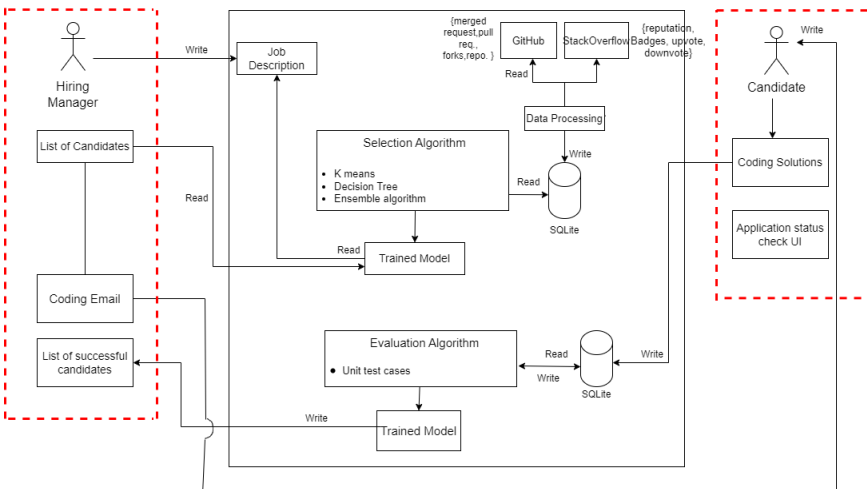 Hiring
Manager
Write
List of Candidates
Read
Coding Email
List of successful
candidates
Job
Description
{merged
request,pull
req.,
forks,repo. }
GitHub
StackOverflow
{reputation,
Badges, upvote,
downvote}
Read
Data Processing
Write
Selection Algorithm
• K means
• Decision Tree
• Ensemble algorithm
Read
SQLite
Read
Trained Model
Evaluation Algorithm
• Unit test cases
Read
Write
SQLite
Write
Write
Trained Model
Write
Candidate
Coding Solutions
Application status
check UI